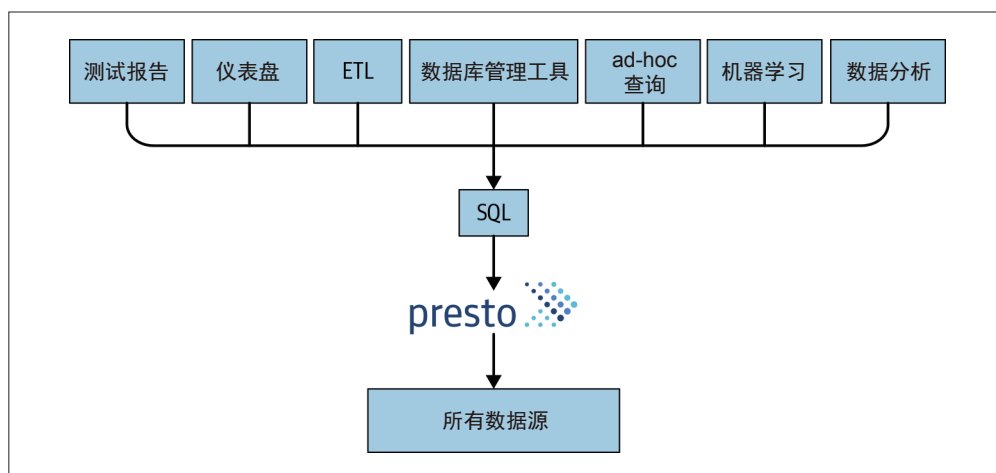 测试报告
仪表盘
ETL
数据库管理工具
ad-hoc
查询
机器学习
数据分析
SQL
presto
所有数据源